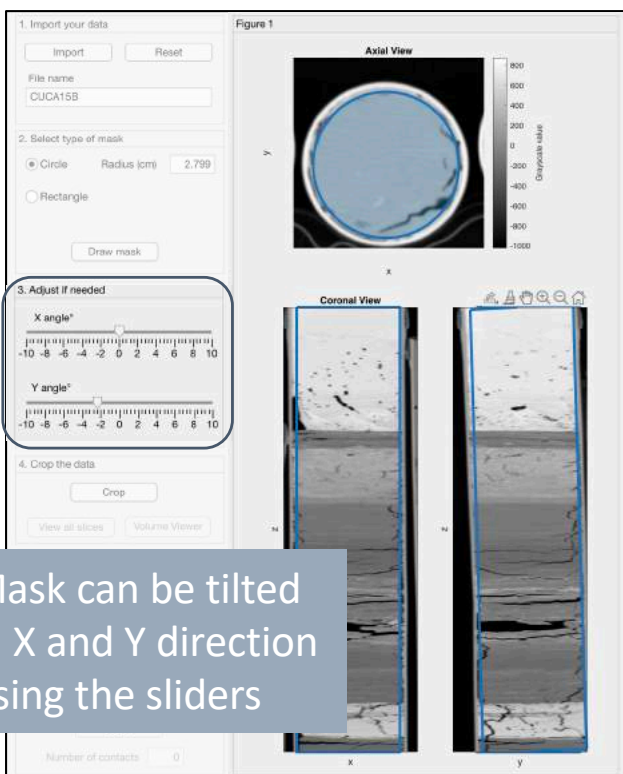 1. Import your data
Import Reset
File name
CUCA15B
2. Select type of mask
Circle Radius (cm) 2.799
Rectangle
Draw mask
3. Adjust if needed
X angle°
-10 -8 -6 -4 -2 0 2 4 6 8 10
Y angle°
-10 -8 -6 -4 -2 0 2 4 6 8 10
4. Crop the data
Crop
View all slices Volume Viewer
Mask can be tilted
X and Y direction
sing the sliders
Number of contacts 0
Figure 1
Axial View
y
x
800
600
400
200
0
-200
-400
-600
-800
-1000
Grayscale value
Coronal View
z
x
z
y